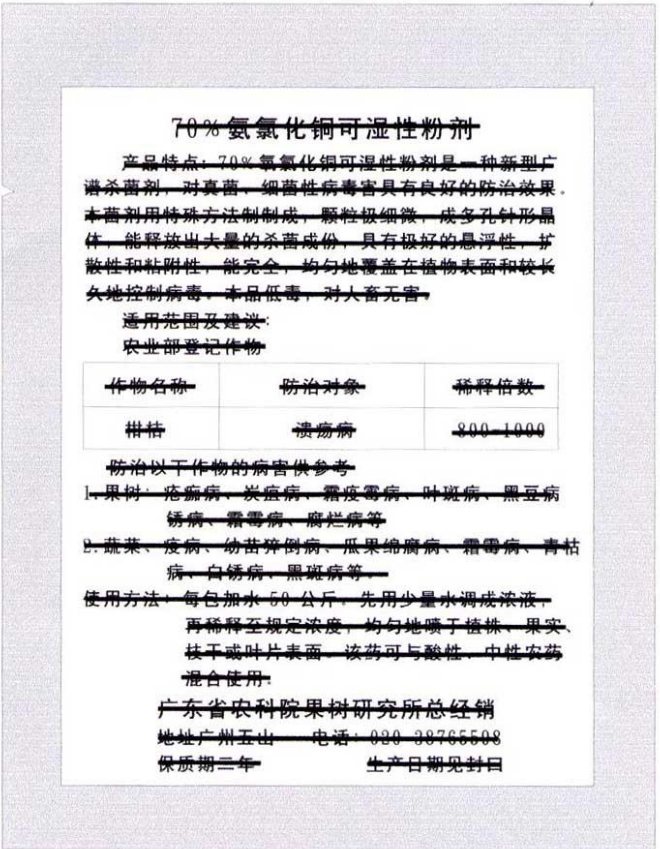 70%氨氯化铜可湿性粉剂
产品特点:70%氧氯化铜可湿性粉剂是一种新型广
谱杀菌剂,对真菌、细菌性病毒害具有良好的防治效果。
本菌剂用特殊方法制制成,颗粒极细微,成多孔钟形晶
体,能释放出大量的杀菌成份,具有极好的悬浮性,扩
散性和粘附性,能完全、均匀地覆盖在植物表面和较长
久地控制病毒。本品低毒,对人畜无害。
适用范围及建议:
农业部登记作物
作物名称 防治对象 稀释倍数
柑桔 溃疡病 800-1000
防治以下作物的病害供参考
1.果树:疮痂病、炭疽病、霜疫霉病、叶斑病、黑豆病
锈病、霜霉病、腐烂病等
2.蔬菜、疫病、幼苗猝倒病、瓜果绵腐病、霜霉病、青枯
病、白锈病、黑斑病等。
使用方法:每包加水50公斤。先用少量水调成浓液,
再稀释至规定浓度,均匀地喷于植株、果实、
枝干或叶片表面。该药可与酸性、中性农药
混合使用。
广东省农科院果树研究所总经销
地址广州五山 电话:020-38765508
保质期二年 生产日期见封口